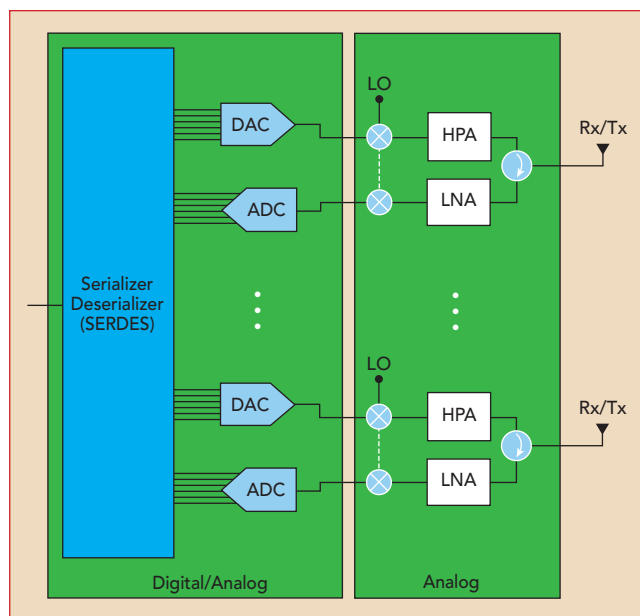 LO
DAC
HPA
Rx/Tx
ADC
LNA
Serializer
Deserializer
(SERDES)
LO
DAC
HPA
Rx/Tx
ADC
LNA
Digital/Analog
Analog